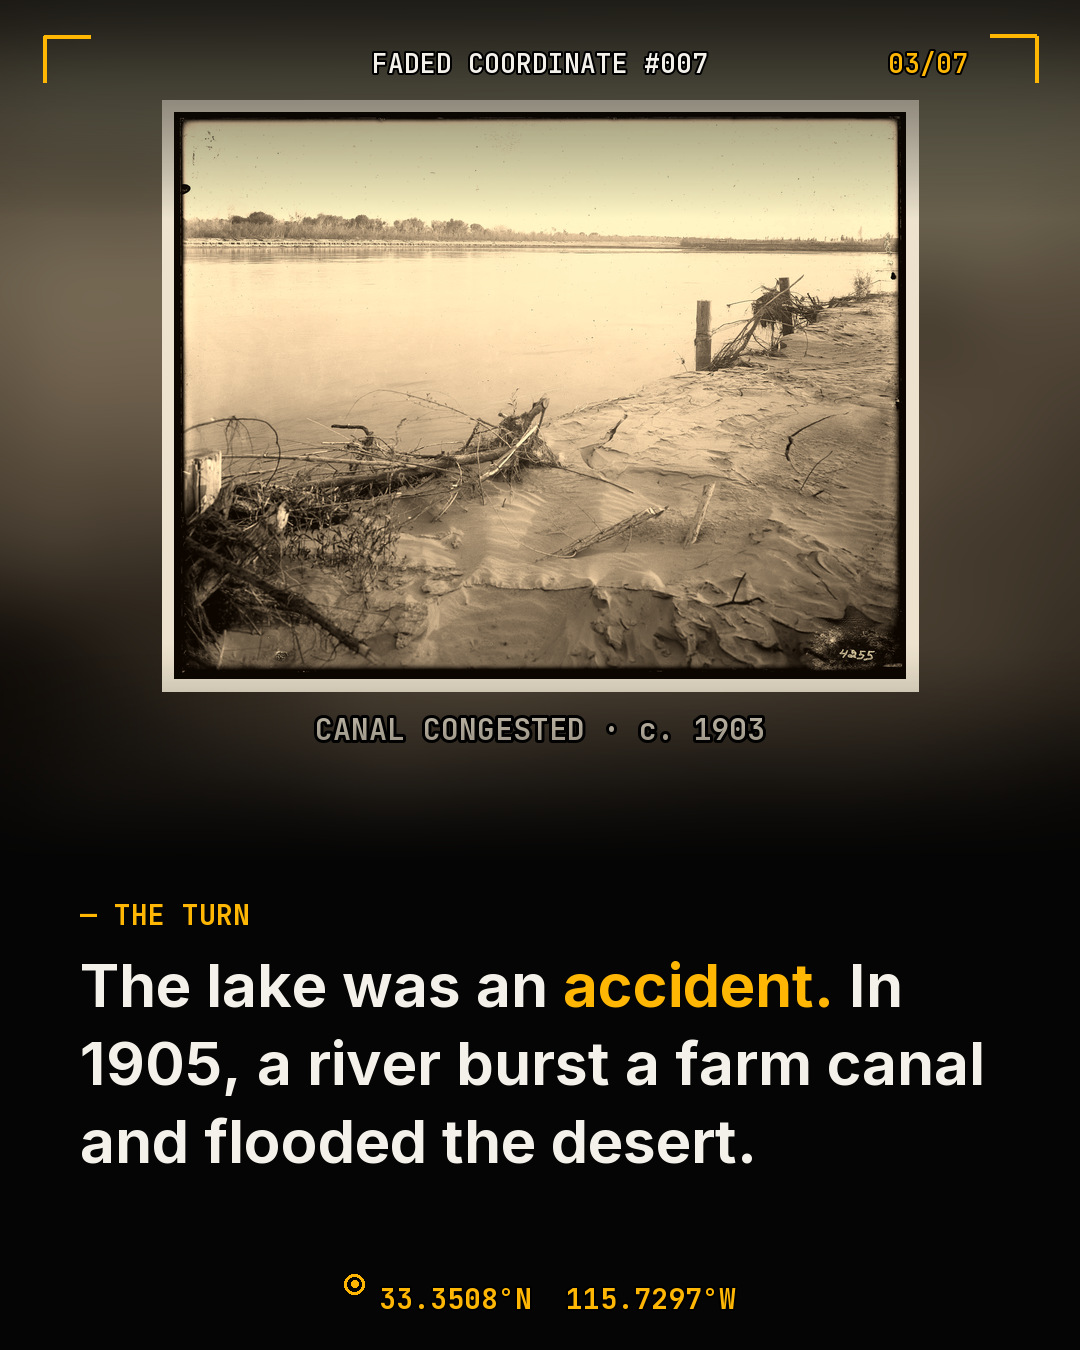 FADED COORDINATE #007
03/07
4255
CANAL CONGESTED · c. 1903
— THE TURN
The lake was an accident. In
1905, a river burst a farm canal
and flooded the desert.
33.3508°N 115.7297°W